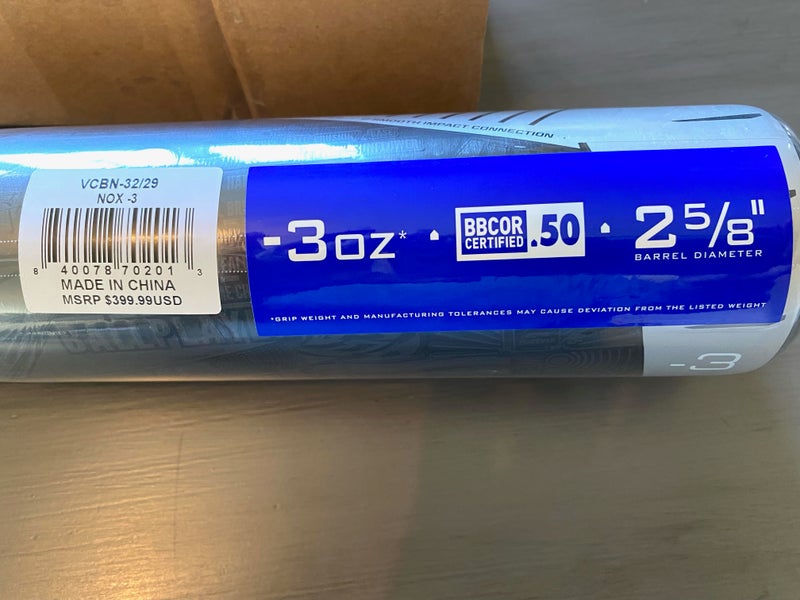 SMOOTH IMPACT CONNECTION
VCBN-32/29
NOX -3
8 40078 70201 3
MADE IN CHINA
MSRP $399.99USD
-3oz*
BBCOR
CERTIFIED .50
2 5/8"
BARREL DIAMETER
*GRIP WEIGHT AND MANUFACTURING TOLERANCES MAY CAUSE DEVIATION FROM THE LISTED WEIGHT
-3